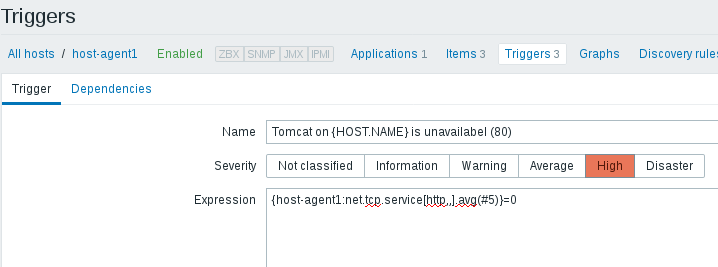 Triggers
All hosts / host-agent1 Enabled ZBX SNMP JMX IPMI Applications 1 Items 3 Triggers 3 Graphs Discovery rules
Trigger Dependencies
Name Tomcat on {HOST.NAME} is unavailabel (80)
Severity Not classified Information Warning Average High Disaster
Expression {host-agent1:net.tcp.service[http,,].avg(#5)}=0